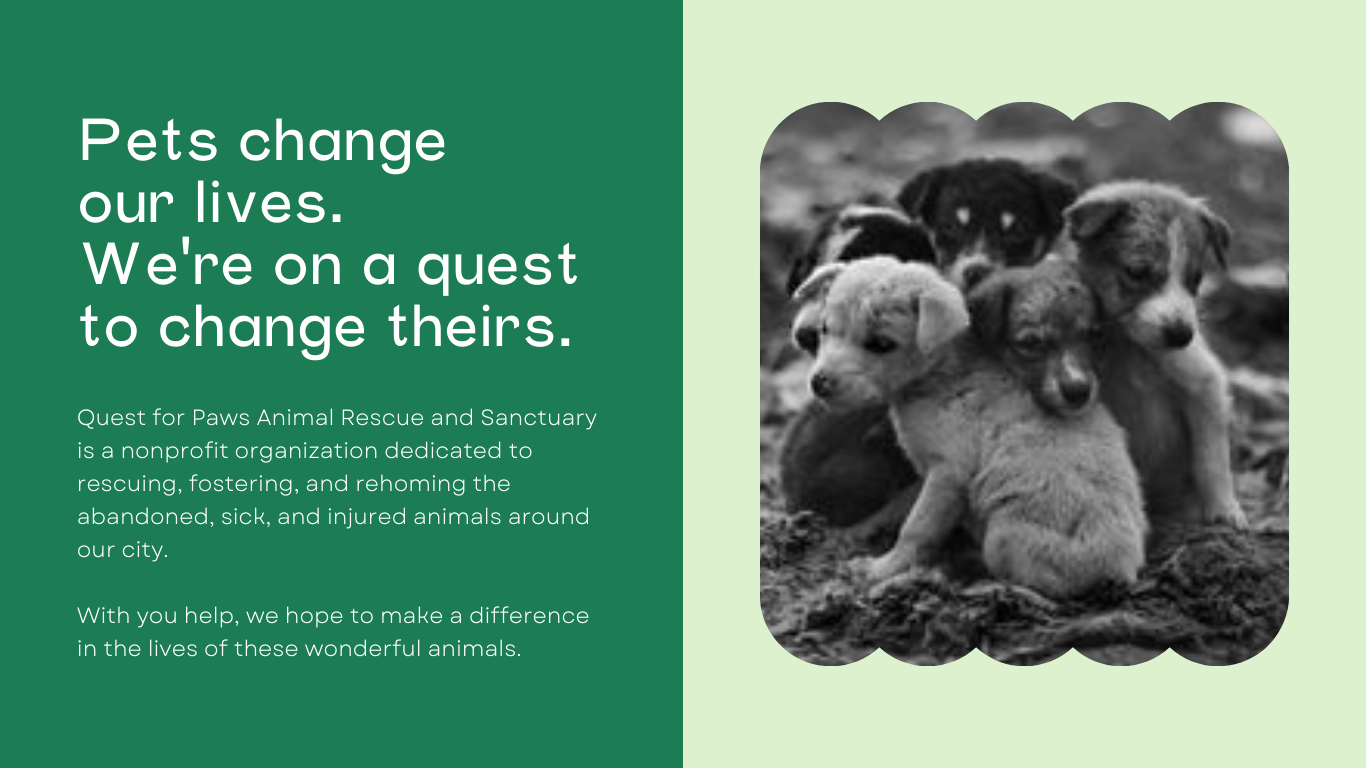 Pets change
our lives.
We're on a quest
to change theirs.
Quest for Paws Animal Rescue and Sanctuary
is a nonprofit organization dedicated to
rescuing, fostering, and rehoming the
abandoned, sick, and injured animals around
our city.
With you help, we hope to make a difference
in the lives of these wonderful animals.